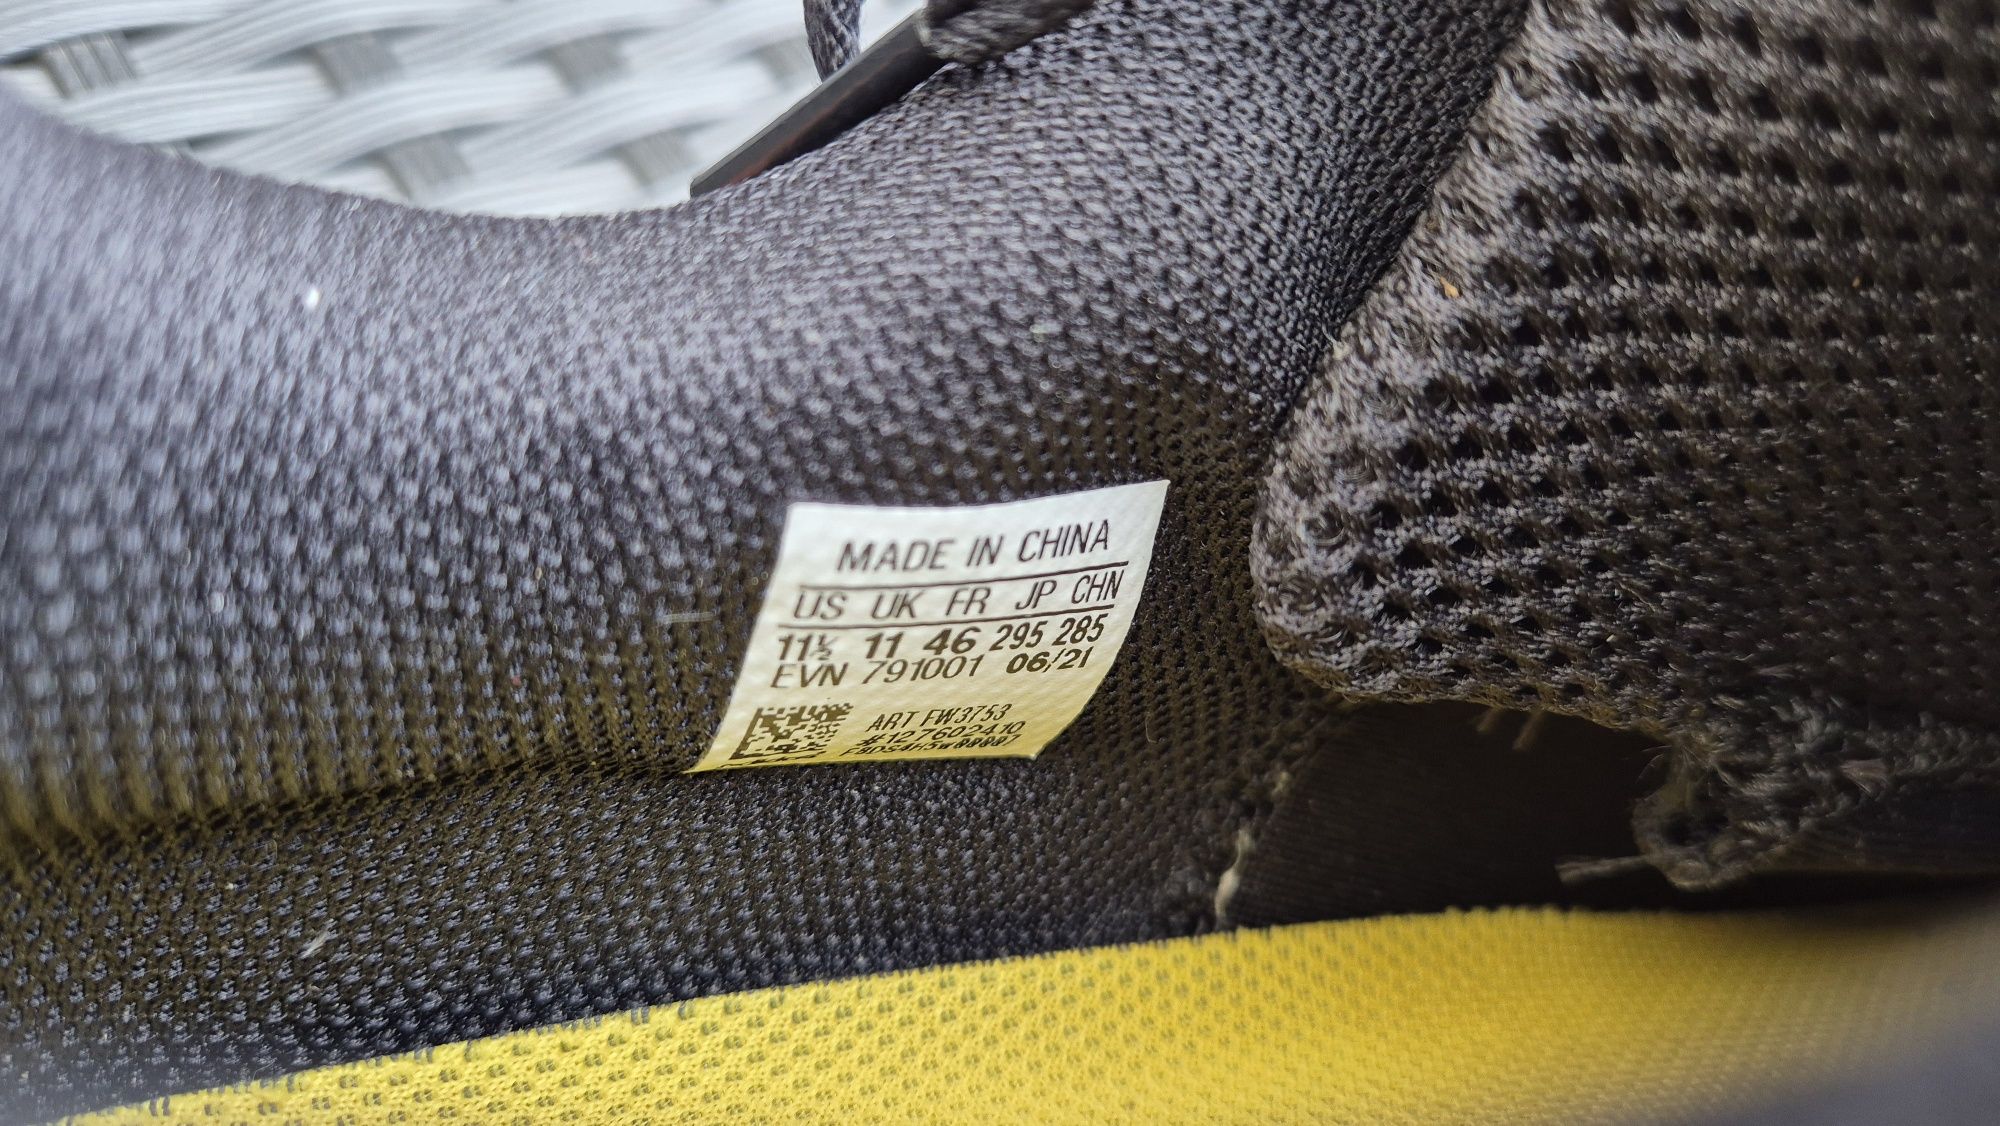 MADE IN CHINA
US UK FR JP CHN
11½ 11 46 295 285
EVN 791001 06/21
ART FW3753
#127602410